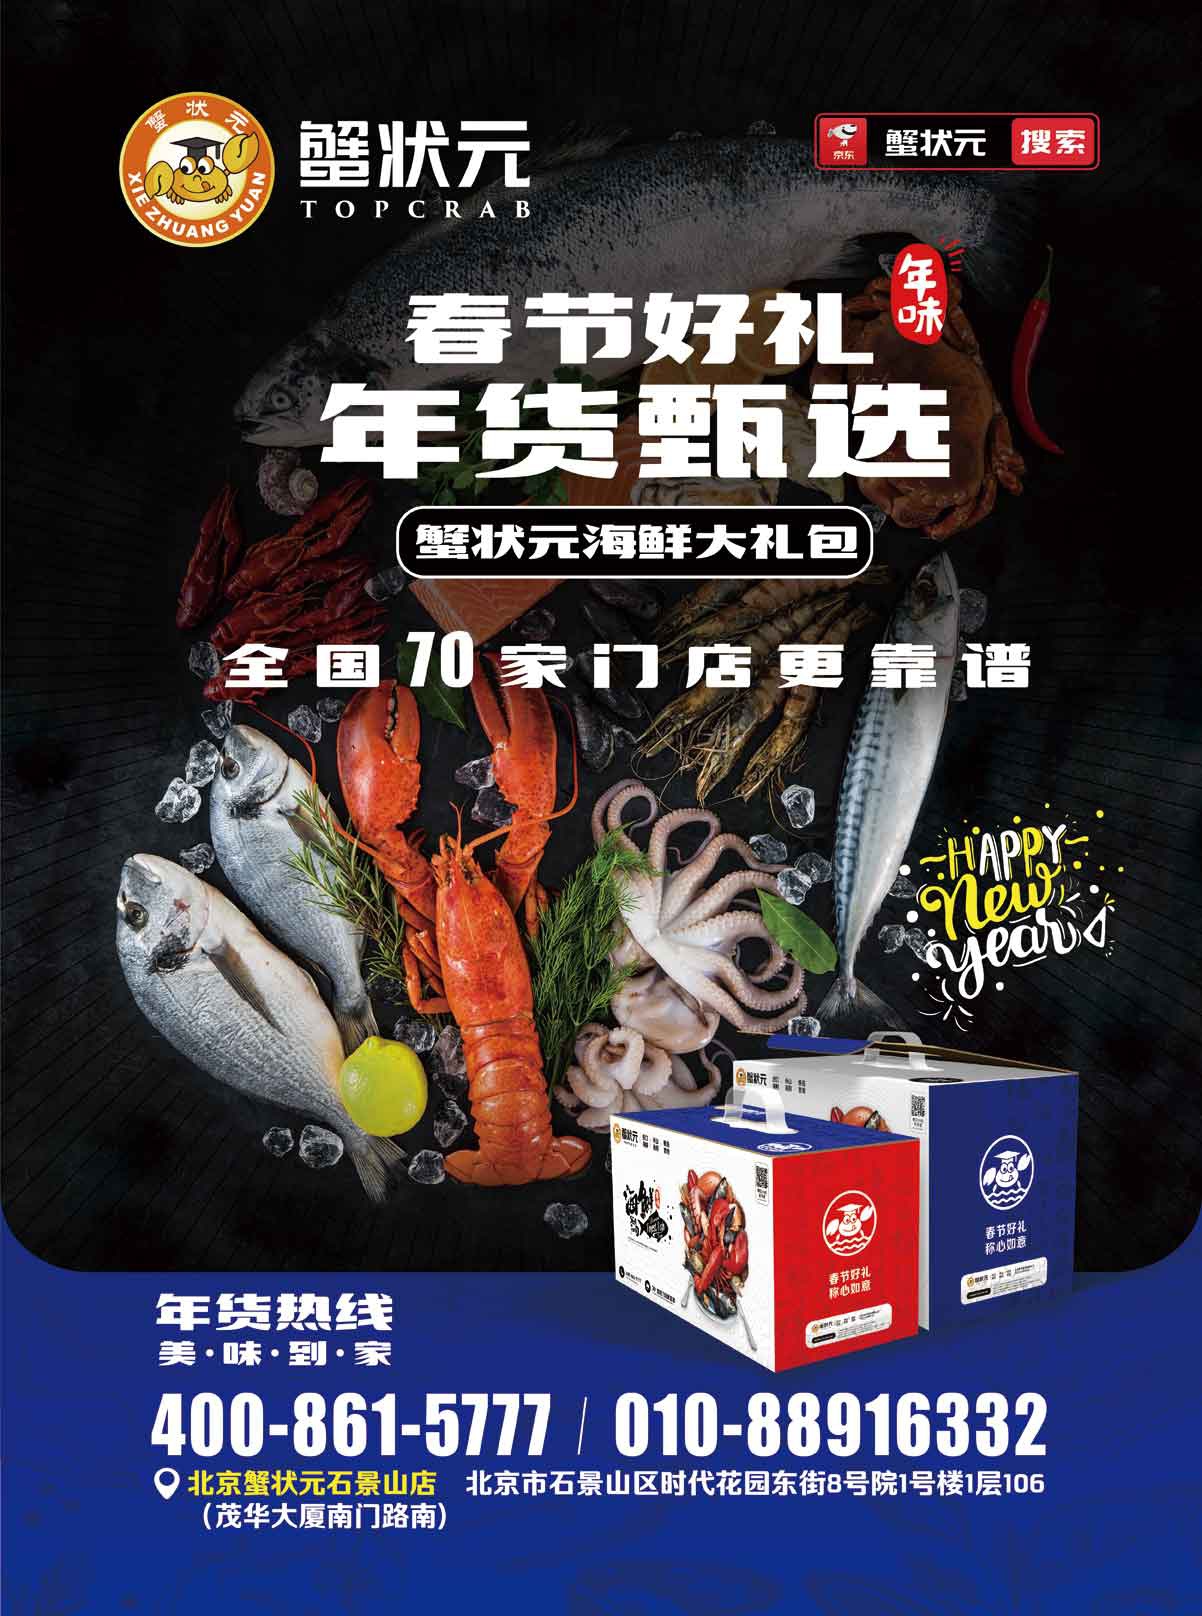 蟹状元
XIE ZHUANG YUAN
蟹状元
TOPCRAB
京东
蟹状元
搜索
年味
春节好礼
年货甄选
蟹状元海鲜大礼包
全国70家门店更靠谱
HAPPY
New
year
蟹状元
蟹状元
TOPCRAB
海鲜
春节好礼
称心如意
春节好礼
称心如意
年货热线
美·味·到·家
400-861-5777 / 010-88916332
北京蟹状元石景山店 北京市石景山区时代花园东街8号院1号楼1层106
(茂华大厦南门路南)